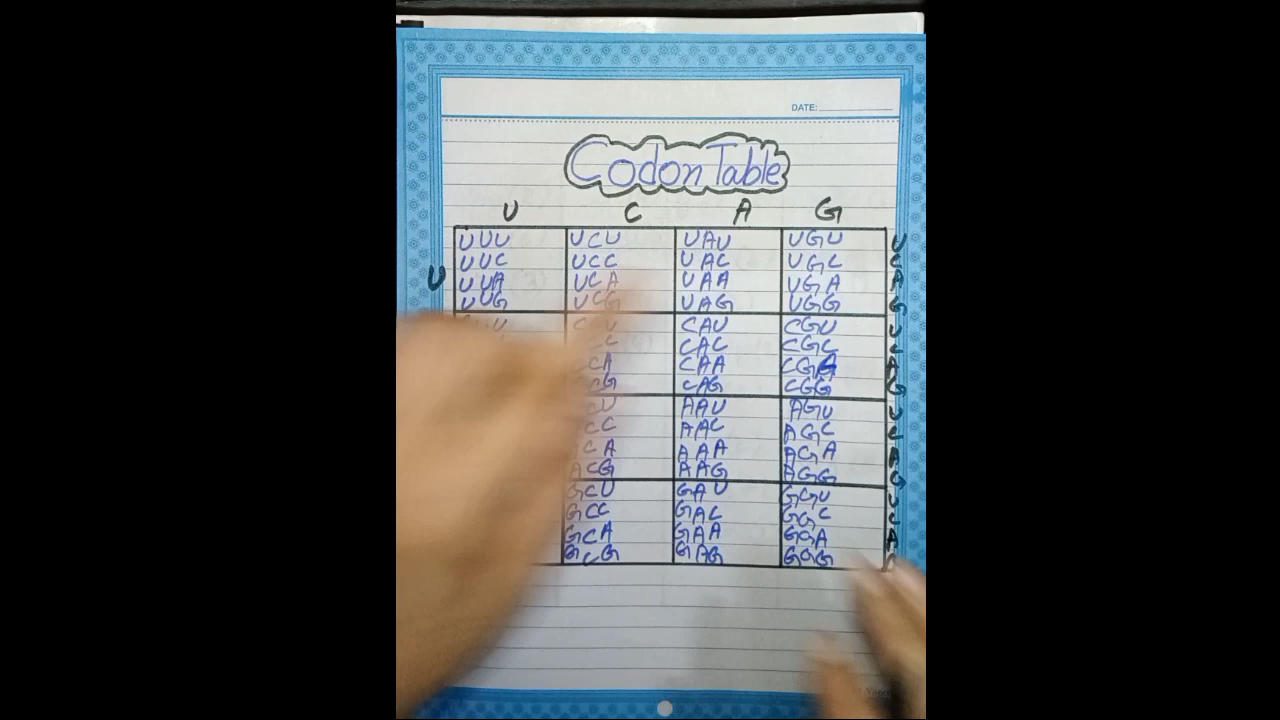 DATE:
Codon Table
U C A G
UUU UCU UAU UGU U
UUC UCC UAC UGC C
U UUA UCA UAA UGA A
UUG UCG UAG UGG G
CAU CGU U
CAC CGC C
CAA CGA A
CAG CGG G
AAU AGU U
AAC AGC C
AAA AGA A
ACG AAG AGG G
GCU GAU GGU U
GCC GAC GGC C
GCA GAA GGA A
GCG GAG GGG